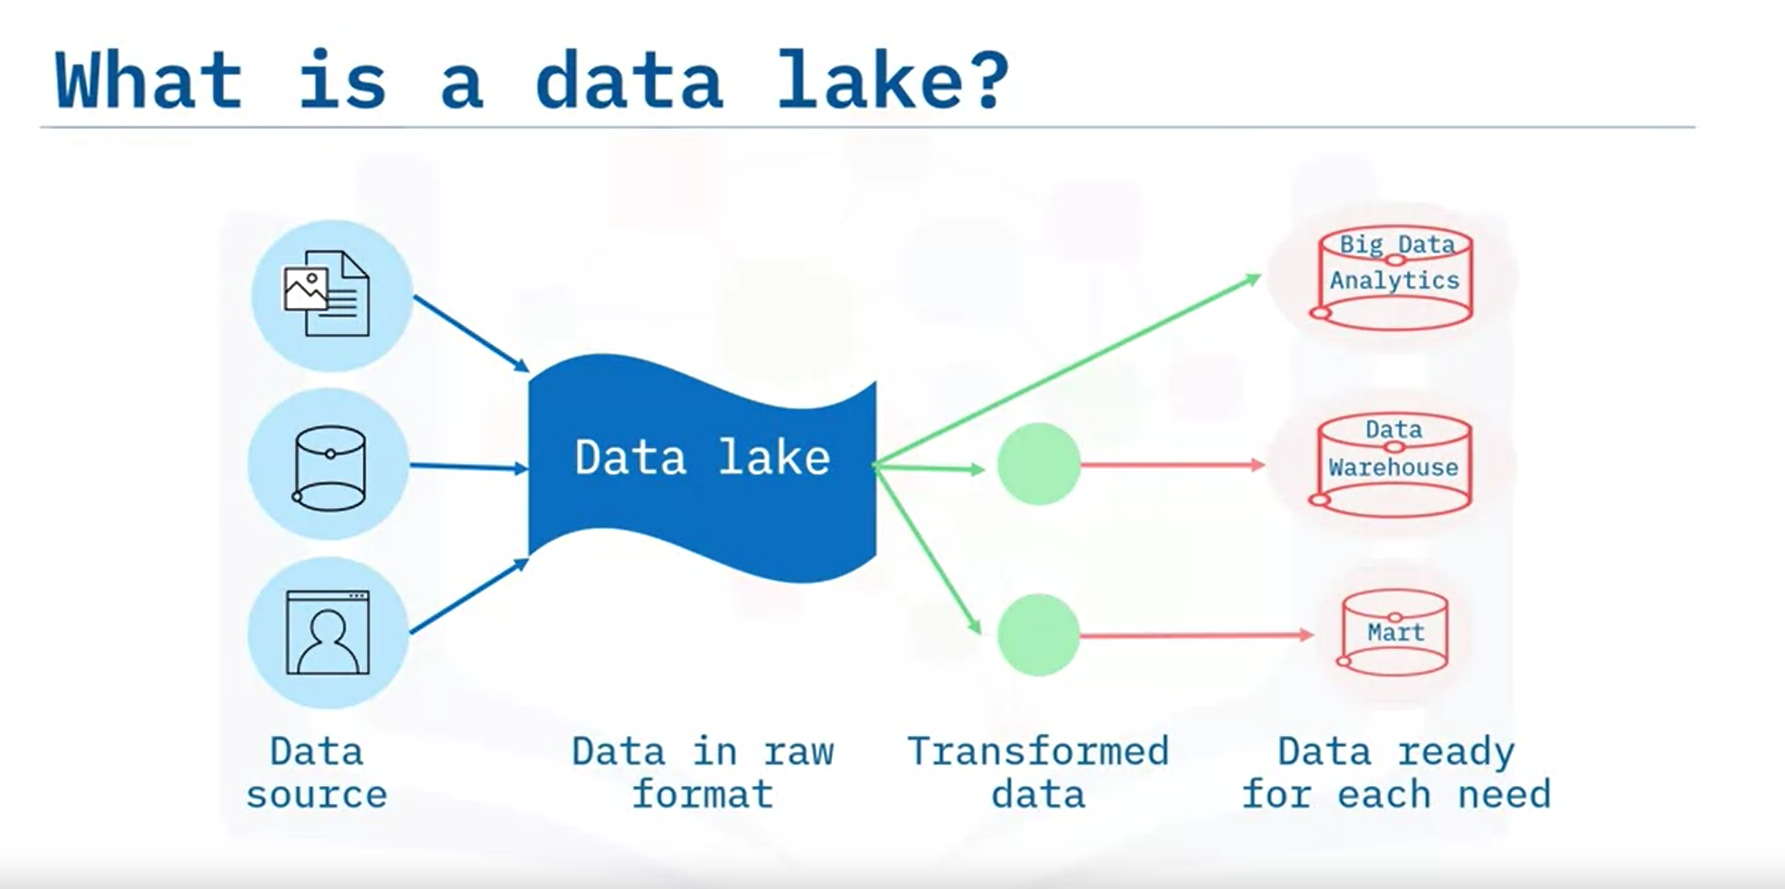 What is a data lake?
Big Data
Analytics
Data lake
Data
Warehouse
Mart
Data
source
Data in raw
format
Transformed
data
Data ready
for each need